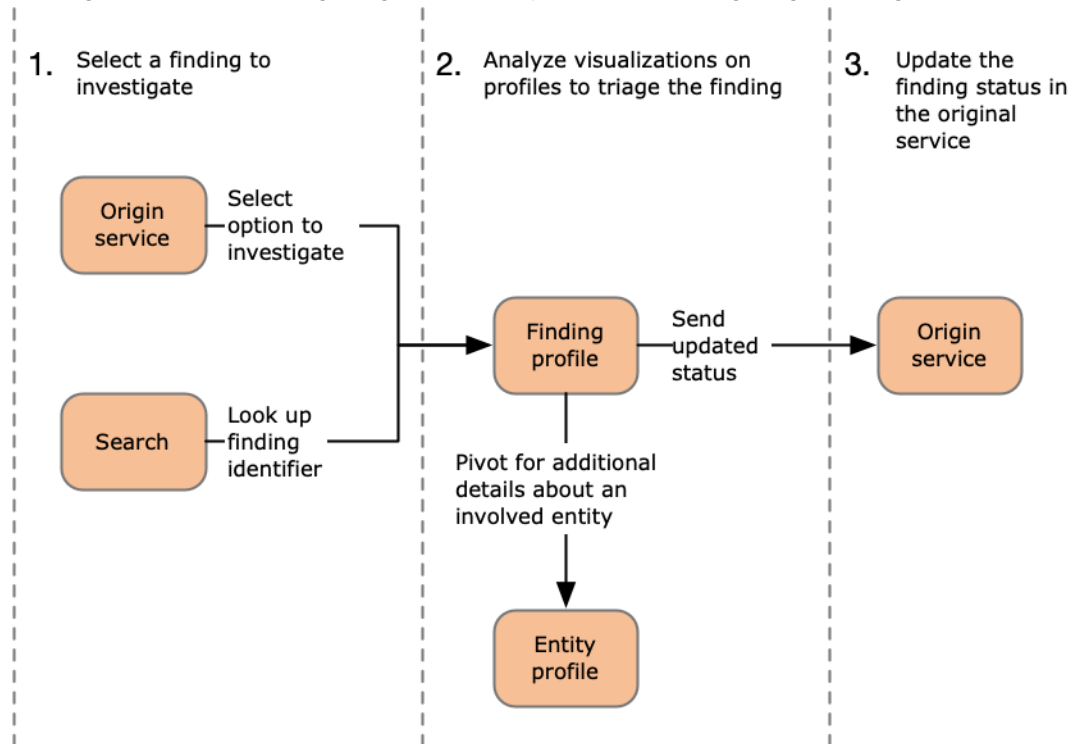 1. Select a finding to
investigate
2. Analyze visualizations on
profiles to triage the finding
3. Update the
finding status in
the original
service
Origin
service
Select
option to
investigate
Search
Look up
finding
identifier
Finding
profile
Send
updated
status
Origin
service
Pivot for additional
details about an
involved entity
Entity
profile